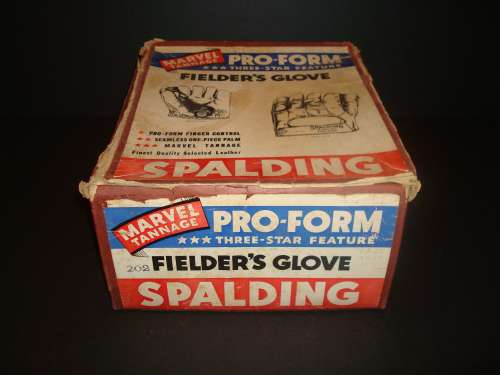 MARVEL
TANNAGE
PRO-FORM
★★★ THREE-STAR FEATURE
FIELDER'S GLOVE
★ PRO-FORM FINGER CONTROL
★★ SEAMLESS ONE-PIECE PALM
★★★ MARVEL TANNAGE
Finest Quality Selected Leather
SPALDING
MARVEL
TANNAGE
PRO-FORM
★★★ THREE-STAR FEATURE
202 FIELDER'S GLOVE
SPALDING